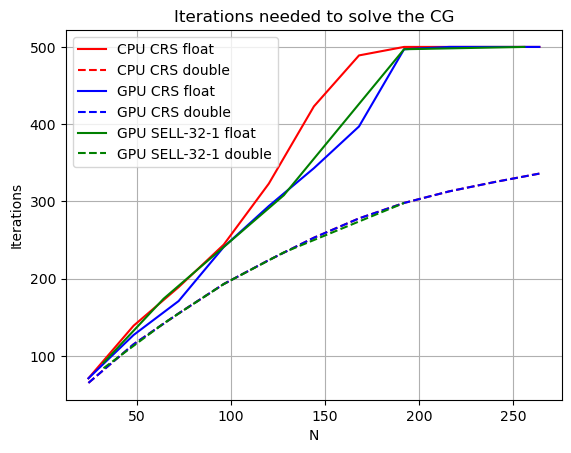 Iterations needed to solve the CG
CPU CRS float
CPU CRS double
GPU CRS float
GPU CRS double
GPU SELL-32-1 float
GPU SELL-32-1 double
500
400
300
200
100
Iterations
50
100
150
200
250
N